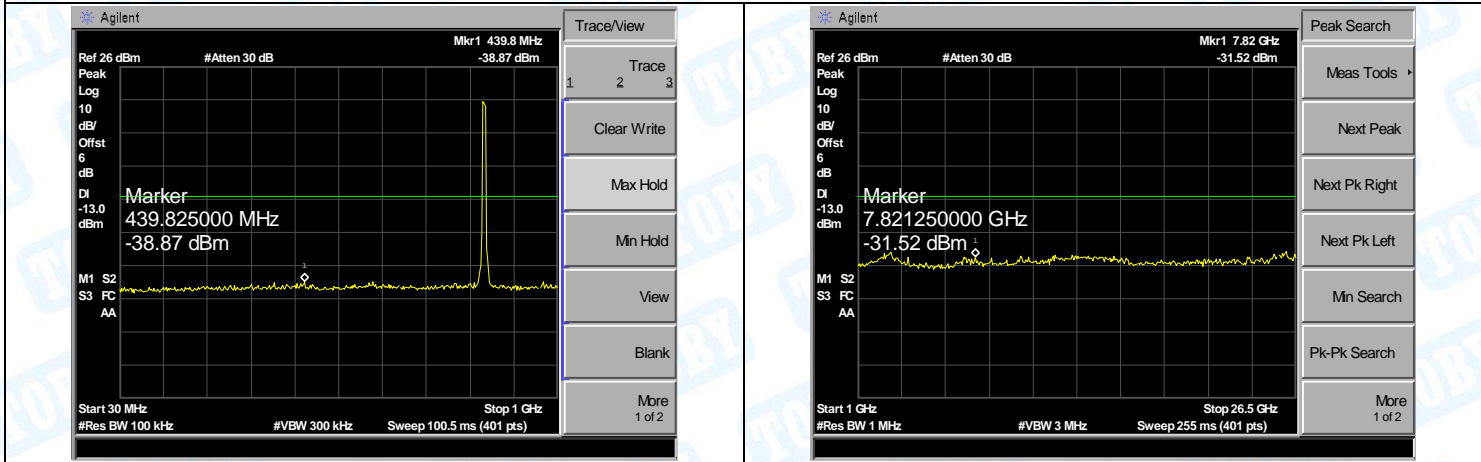 Agilent
Trace/View
Mkr1 439.8 MHz
Ref 26 dBm #Atten 30 dB -38.87 dBm
Peak
Log
10
dB/
Offst
6
dB
DI
-13.0
dBm
Marker
439.825000 MHz
-38.87 dBm
1
M1 S2
S3 FC
AA
Start 30 MHz Stop 1 GHz
#Res BW 100 kHz #VBW 300 kHz Sweep 100.5 ms (401 pts)
Trace
1 2 3
Clear Write
Max Hold
Min Hold
View
Blank
More
1 of 2
Agilent
Peak Search
Mkr1 7.82 GHz
Ref 26 dBm #Atten 30 dB -31.52 dBm
Peak
Log
10
dB/
Offst
6
dB
DI
-13.0
dBm
Marker
7.821250000 GHz
-31.52 dBm
1
M1 S2
S3 FC
AA
Start 1 GHz Stop 26.5 GHz
#Res BW 1 MHz #VBW 3 MHz Sweep 255 ms (401 pts)
Meas Tools
Next Peak
Next Pk Right
Next Pk Left
Min Search
Pk-Pk Search
More
1 of 2
TOBY